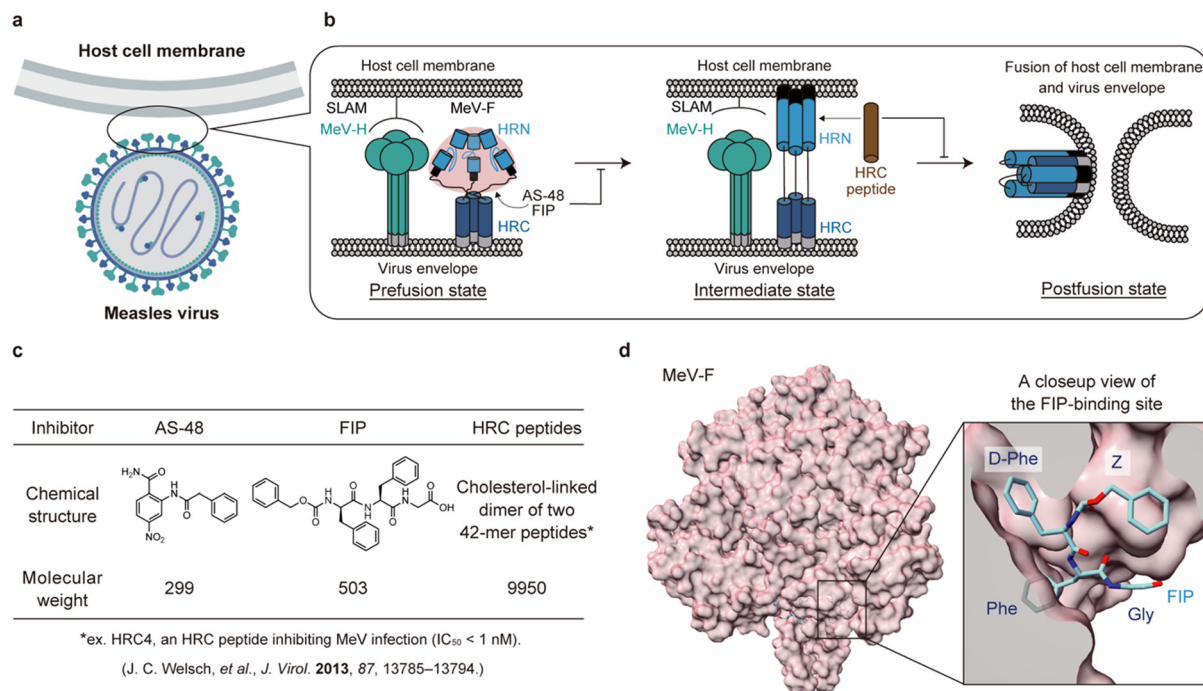 a
Host cell membrane
Measles virus
b
Host cell membrane
SLAM
MeV-F
MeV-H
HRN
AS-48
FIP
HRC
Virus envelope
Prefusion state
Host cell membrane
SLAM
MeV-H
HRN
HRC
peptide
HRC
Virus envelope
Intermediate state
Fusion of host cell membrane
and virus envelope
Postfusion state
c
Inhibitor AS-48 FIP HRC peptides
Chemical
structure
H₂N
O
H
N
O
NO₂
O
O
H
N
O
N
H
O
H
N
O
OH
Cholesterol-linked
dimer of two
42-mer peptides*
Molecular
weight
299 503 9950
*ex. HRC4, an HRC peptide inhibiting MeV infection (IC₅₀ < 1 nM).
(J. C. Welsch, et al., J. Virol. 2013, 87, 13785–13794.)
d
MeV-F
A closeup view of
the FIP-binding site
D-Phe
Z
Phe
Gly
FIP